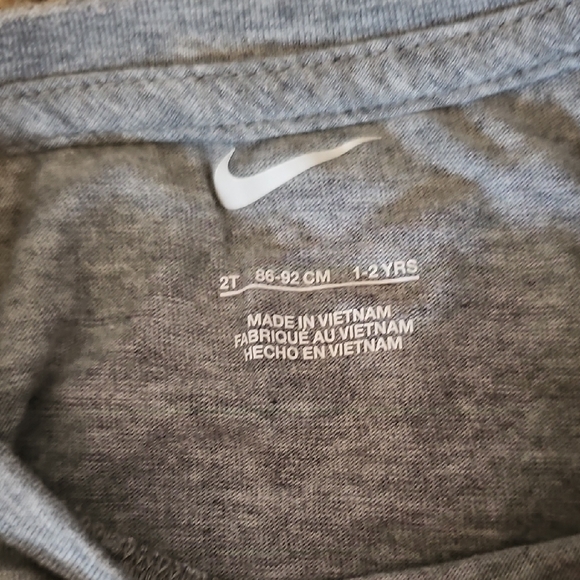 2T 86-92 CM 1-2 YRS
MADE IN VIETNAM
FABRIQUÉ AU VIETNAM
HECHO EN VIETNAM